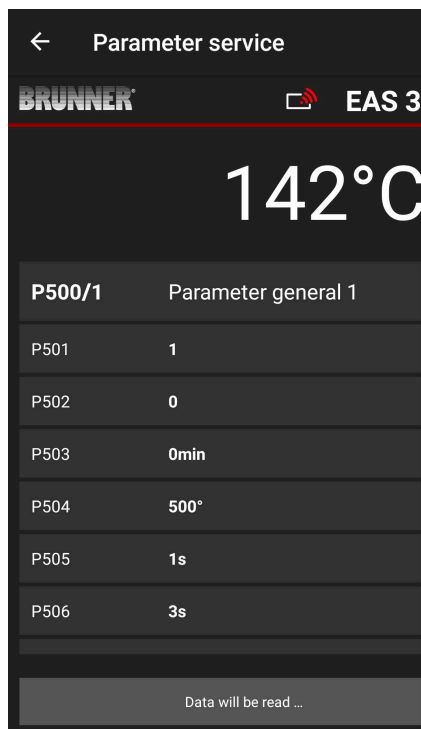 Parameter service
BRUNNER® EAS 3
142°C
P500/1 Parameter general 1
P501 1
P502 0
P503 0min
P504 500°
P505 1s
P506 3s
Data will be read ...